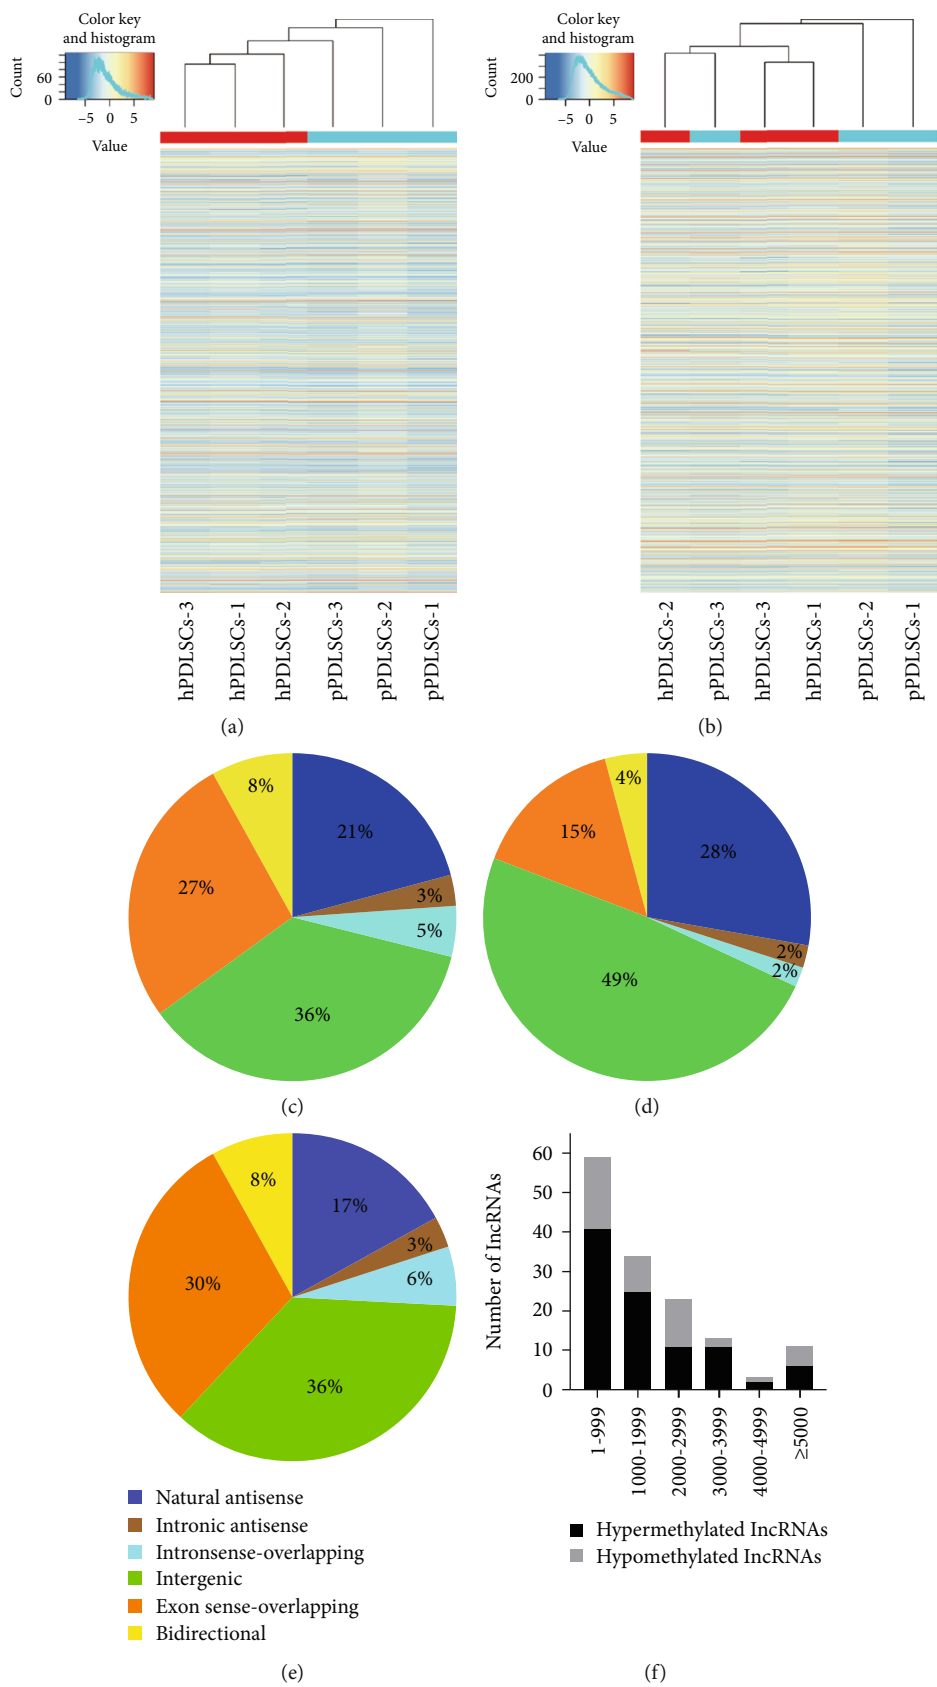 Color key
and histogram
Count
60
0
−5 0 5
Value
hPDLSCs-3
hPDLSCs-1
hPDLSCs-2
pPDLSCs-3
pPDLSCs-2
pPDLSCs-1
(a)
Color key
and histogram
Count
200
0
−5 0 5
Value
hPDLSCs-2
pPDLSCs-3
hPDLSCs-3
hPDLSCs-1
pPDLSCs-2
pPDLSCs-1
(b)
8%
21%
27%
3%
5%
36%
(c)
4%
28%
15%
2%
2%
49%
(d)
8%
17%
3%
6%
30%
36%
Natural antisense
Intronic antisense
Intronsense-overlapping
Intergenic
Exon sense-overlapping
Bidirectional
(e)
Number of lncRNAs
60
50
40
30
20
10
0
1-999
1000-1999
2000-2999
3000-3999
4000-4999
≥5000
Hypermethylated lncRNAs
Hypomethylated lncRNAs
(f)